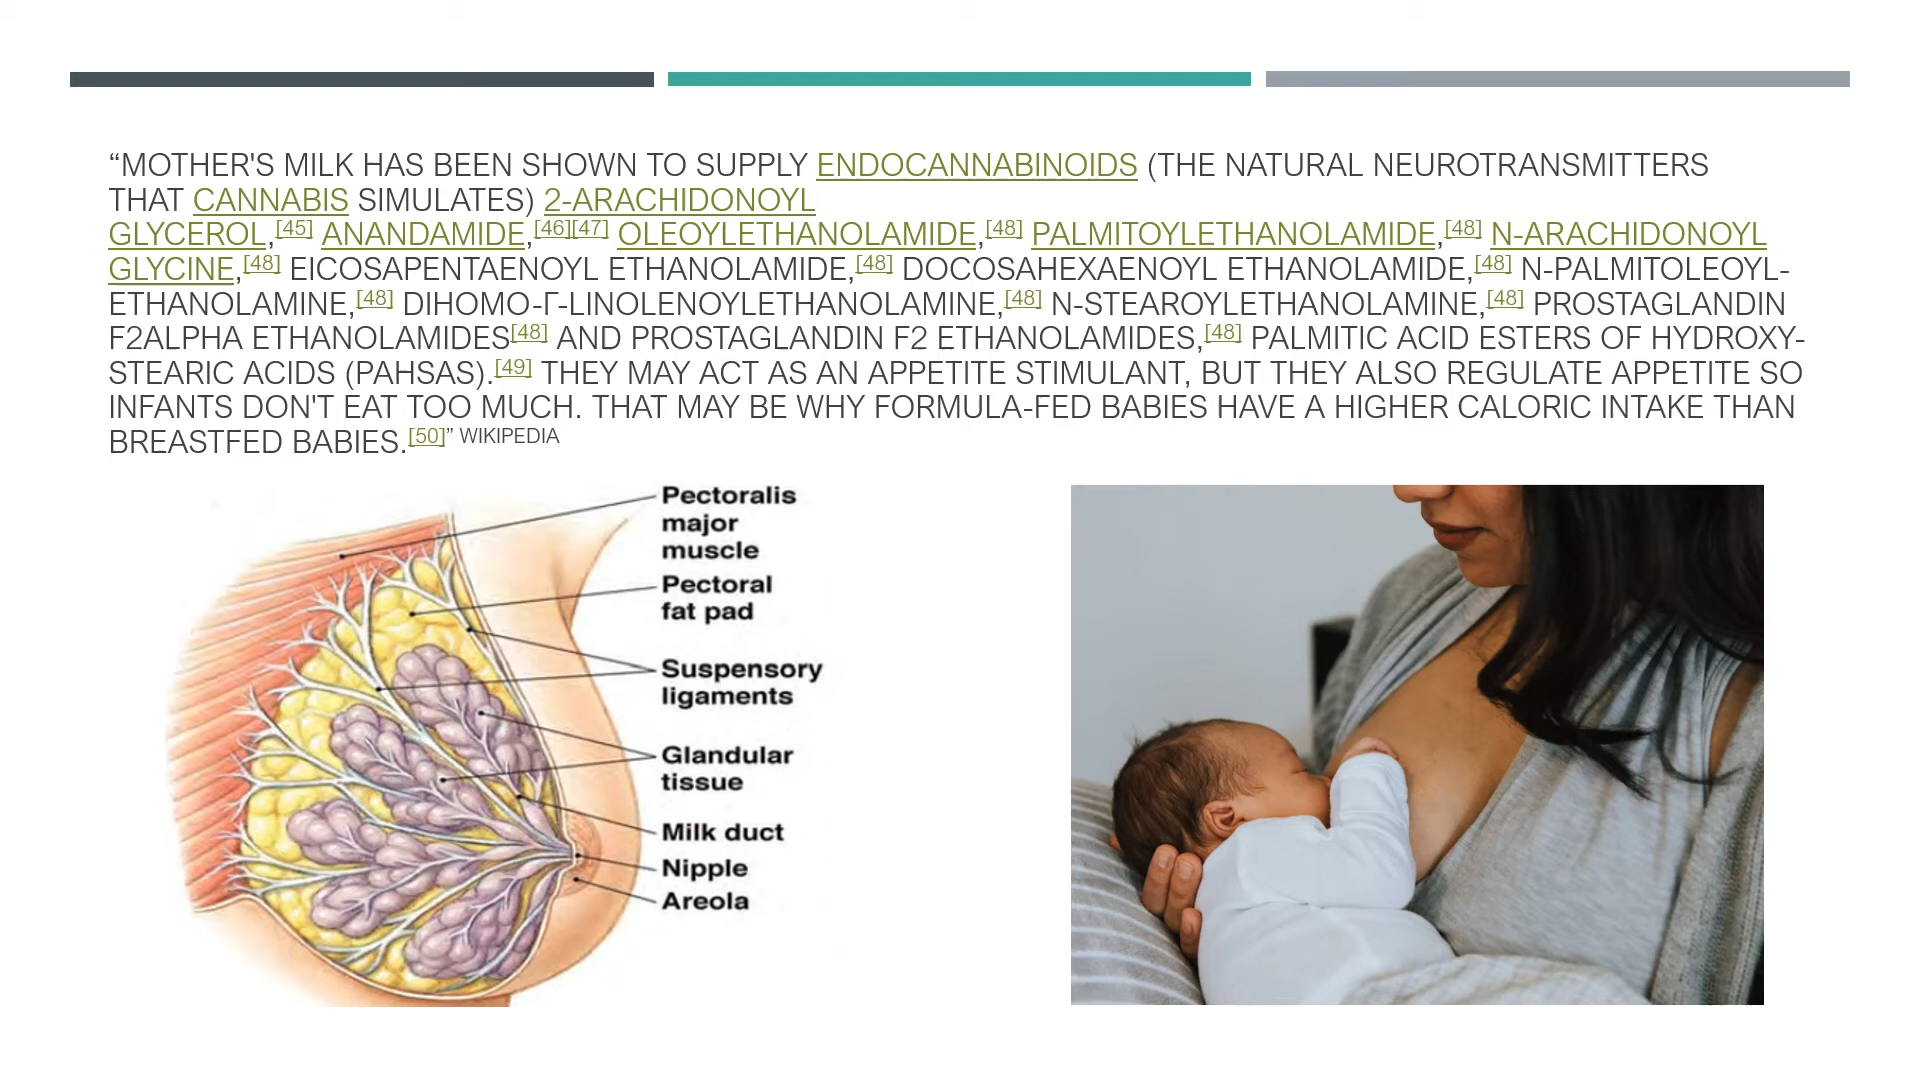 “MOTHER'S MILK HAS BEEN SHOWN TO SUPPLY ENDOCANNABINOIDS (THE NATURAL NEUROTRANSMITTERS
THAT CANNABIS SIMULATES) 2-ARACHIDONOYL
GLYCEROL,[45] ANANDAMIDE,[46][47] OLEOYLETHANOLAMIDE,[48] PALMITOYLETHANOLAMIDE,[48] N-ARACHIDONOYL
GLYCINE,[48] EICOSAPENTAENOYL ETHANOLAMIDE,[48] DOCOSAHEXAENOYL ETHANOLAMIDE,[48] N-PALMITOLEOYL-
ETHANOLAMINE,[48] DIHOMO-Γ-LINOLENOYLETHANOLAMINE,[48] N-STEAROYLETHANOLAMINE,[48] PROSTAGLANDIN
F2ALPHA ETHANOLAMIDES[48] AND PROSTAGLANDIN F2 ETHANOLAMIDES,[48] PALMITIC ACID ESTERS OF HYDROXY-
STEARIC ACIDS (PAHSAS).[49] THEY MAY ACT AS AN APPETITE STIMULANT, BUT THEY ALSO REGULATE APPETITE SO
INFANTS DON'T EAT TOO MUCH. THAT MAY BE WHY FORMULA-FED BABIES HAVE A HIGHER CALORIC INTAKE THAN
BREASTFED BABIES.[50]” WIKIPEDIA
Pectoralis
major
muscle
Pectoral
fat pad
Suspensory
ligaments
Glandular
tissue
Milk duct
Nipple
Areola